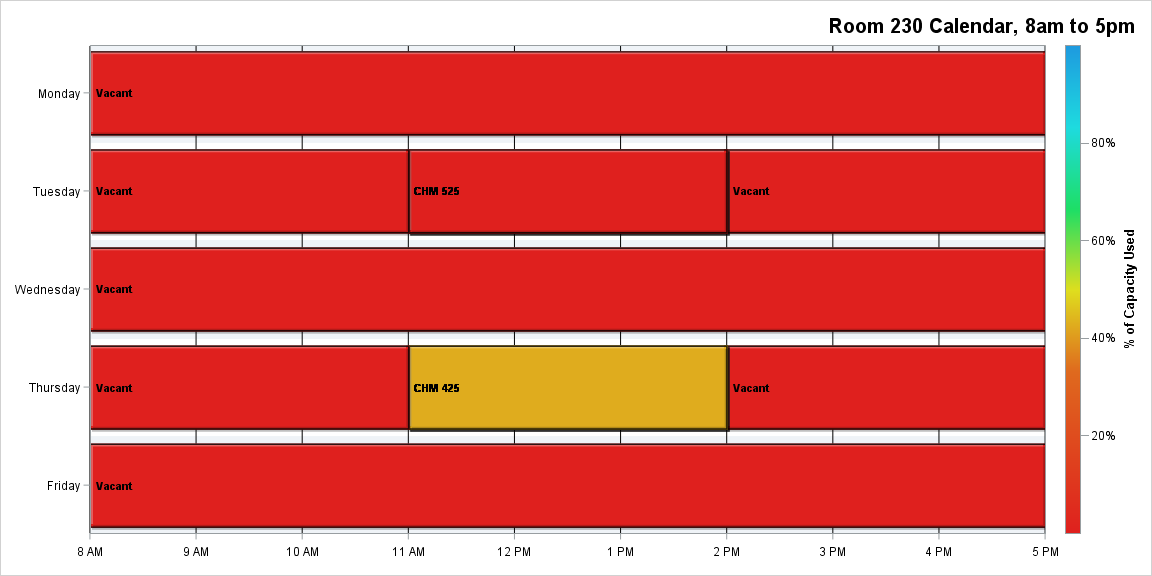 Room 230 Calendar, 8am to 5pm
Monday
Vacant
Tuesday
Vacant
CHM 525
Vacant
Wednesday
Vacant
Thursday
Vacant
CHM 425
Vacant
Friday
Vacant
8 AM
9 AM
10 AM
11 AM
12 PM
1 PM
2 PM
3 PM
4 PM
5 PM
80%
60%
40%
20%
% of Capacity Used